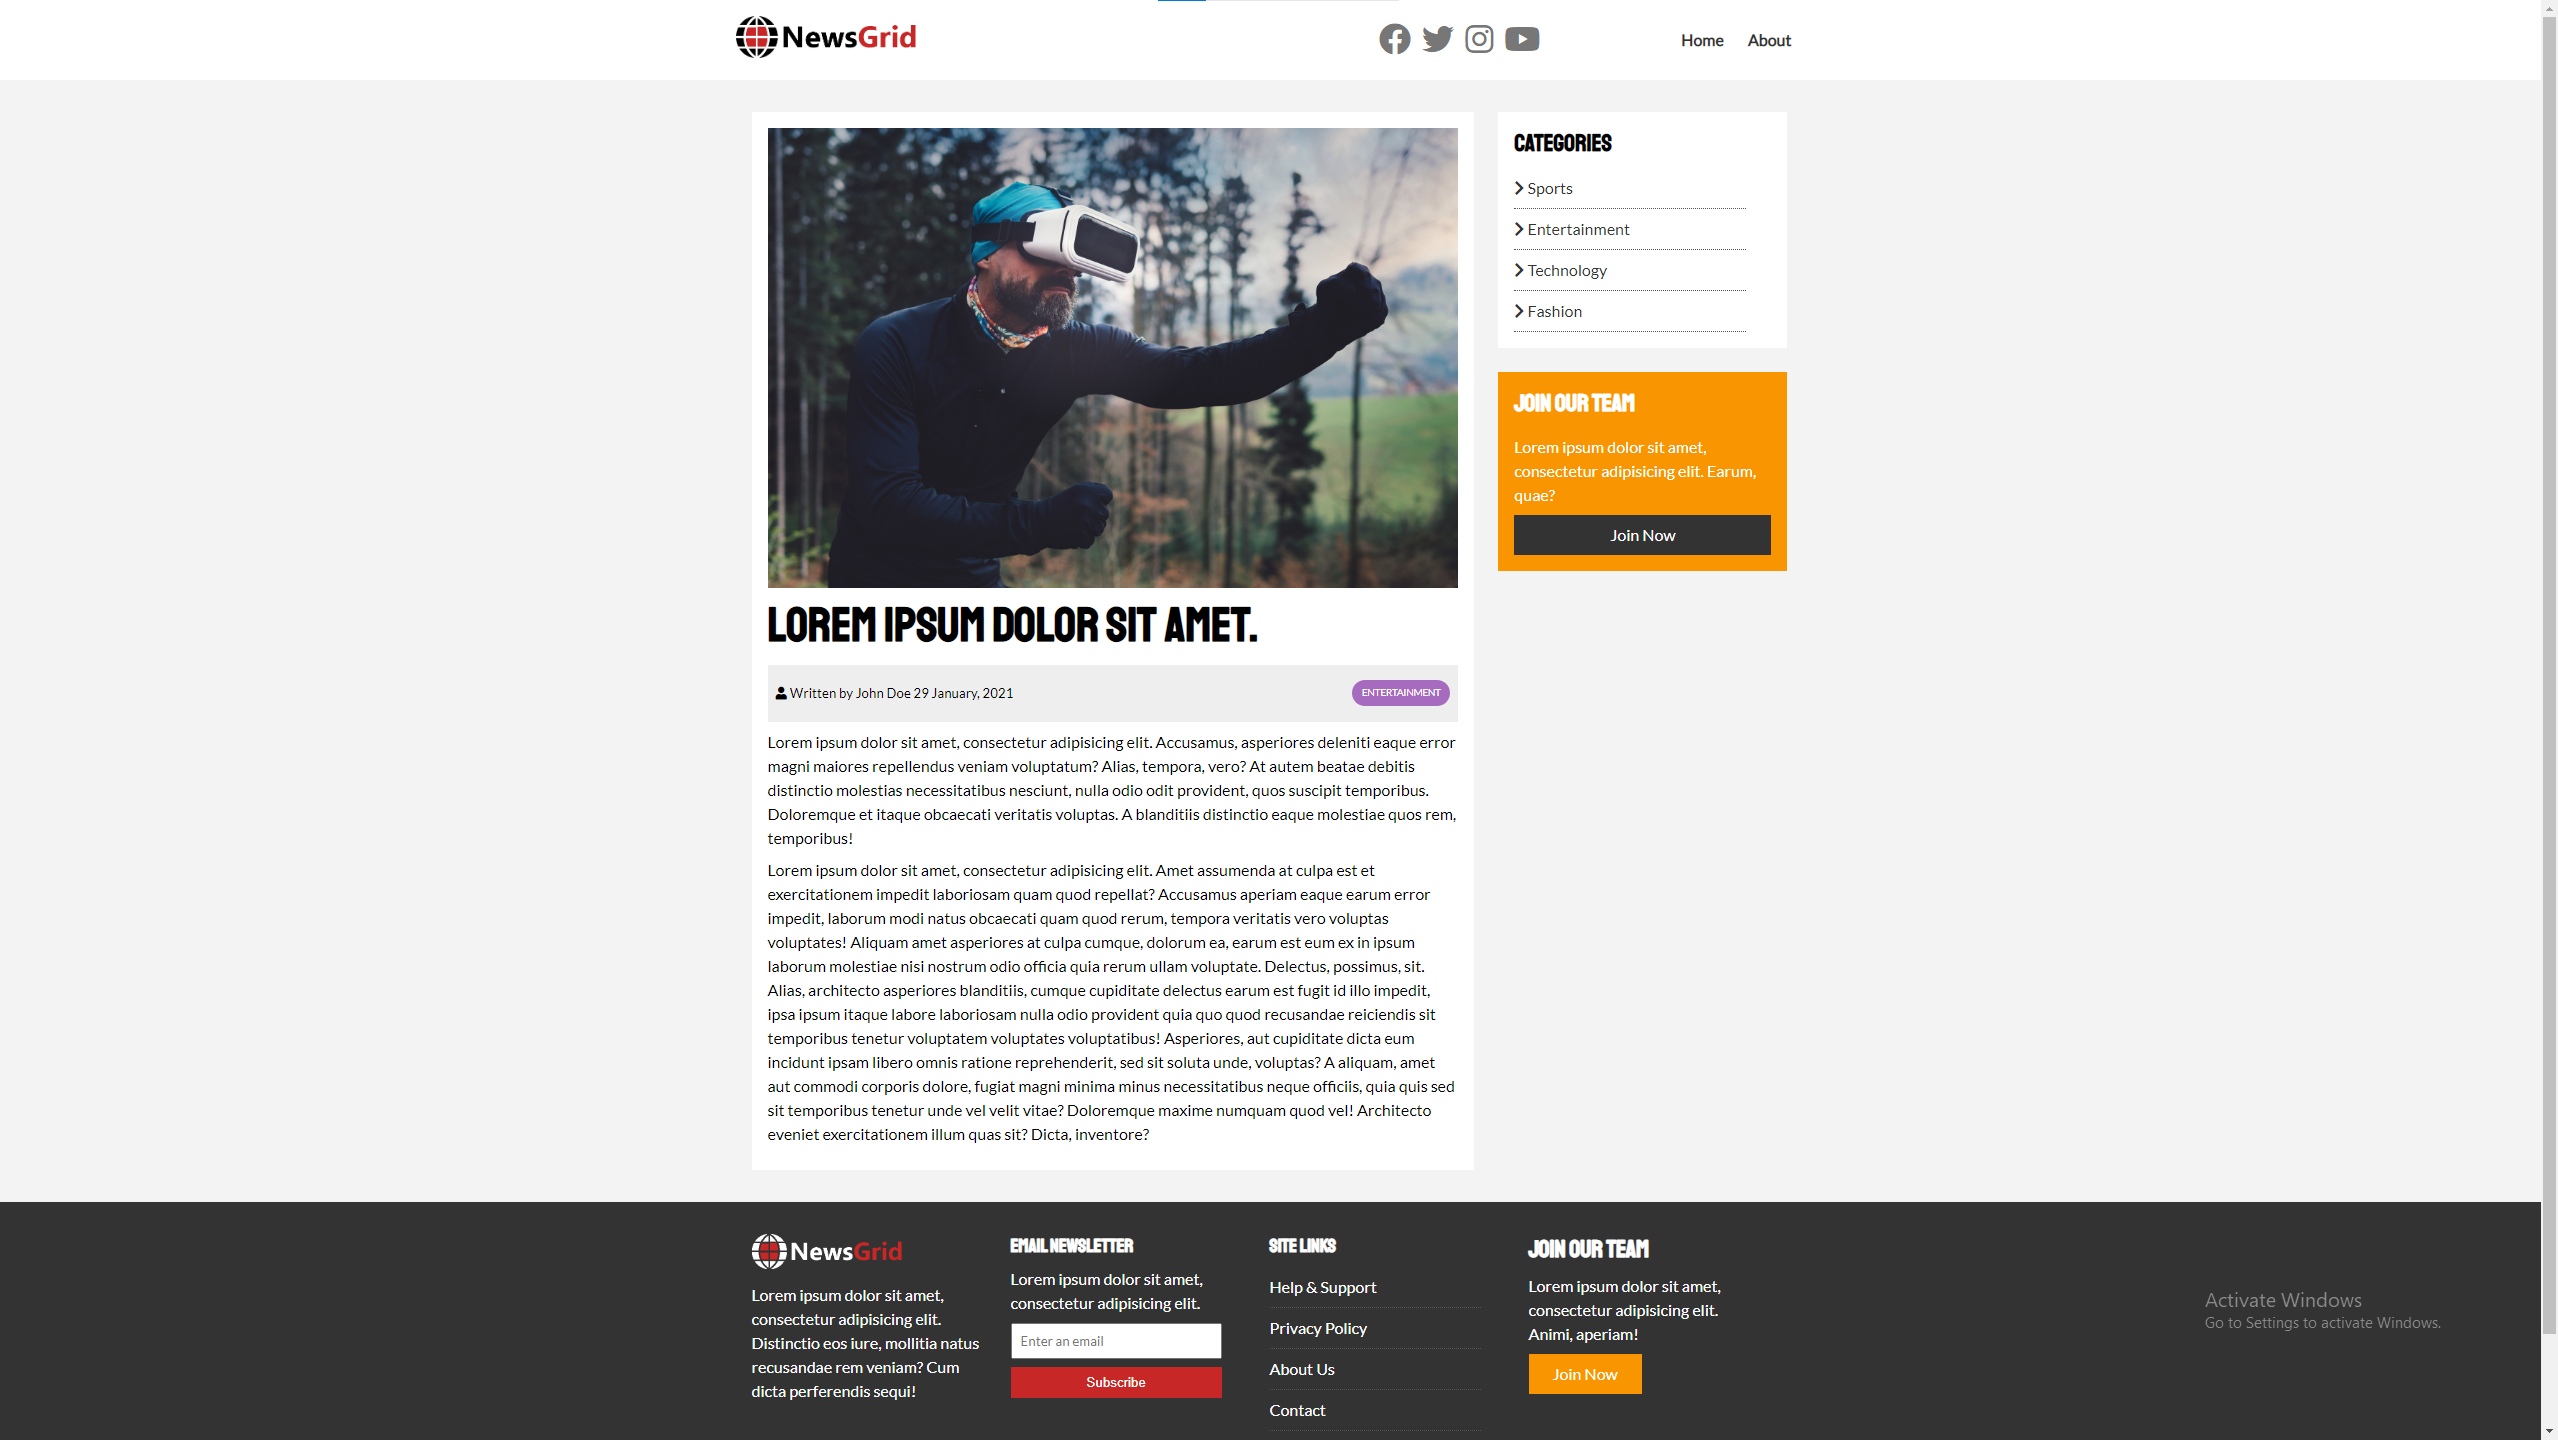 NewsGrid
Home About
LOREM IPSUM DOLOR SIT AMET.
Written by John Doe 29 January, 2021
ENTERTAINMENT
Lorem ipsum dolor sit amet, consectetur adipisicing elit. Accusamus, asperiores deleniti eaque error
magni maiores repellendus veniam voluptatum? Alias, tempora, vero? At autem beatae debitis
distinctio molestias necessitatibus nesciunt, nulla odio odit provident, quos suscipit temporibus.
Doloremque et itaque obcaecati veritatis voluptas. A blanditiis distinctio eaque molestiae quos rem,
temporibus!
Lorem ipsum dolor sit amet, consectetur adipisicing elit. Amet assumenda at culpa est et
exercitationem impedit laboriosam quam quod repellat? Accusamus aperiam eaque earum error
impedit, laborum modi natus obcaecati quam quod rerum, tempora veritatis vero voluptas
voluptates! Aliquam amet asperiores at culpa cumque, dolorum ea, earum est eum ex in ipsum
laborum molestiae nisi nostrum odio officia quia rerum ullam voluptate. Delectus, possimus, sit.
Alias, architecto asperiores blanditiis, cumque cupiditate delectus earum est fugit id illo impedit,
ipsa ipsum itaque labore laboriosam nulla odio provident quia quo quod recusandae reiciendis sit
temporibus tenetur voluptatem voluptates voluptatibus! Asperiores, aut cupiditate dicta eum
incidunt ipsam libero omnis ratione reprehenderit, sed sit soluta unde, voluptas? A aliquam, amet
aut commodi corporis dolore, fugiat magni minima minus necessitatibus neque officiis, quia quis sed
sit temporibus tenetur unde vel velit vitae? Doloremque maxime numquam quod vel! Architecto
eveniet exercitationem illum quas sit? Dicta, inventore?
CATEGORIES
Sports
Entertainment
Technology
Fashion
JOIN OUR TEAM
Lorem ipsum dolor sit amet,
consectetur adipisicing elit. Earum,
quae?
Join Now
NewsGrid
Lorem ipsum dolor sit amet,
consectetur adipisicing elit.
Distinctio eos iure, mollitia natus
recusandae rem veniam? Cum
dicta perferendis sequi!
EMAIL NEWSLETTER
Lorem ipsum dolor sit amet,
consectetur adipisicing elit.
Enter an email
Subscribe
SITE LINKS
Help & Support
Privacy Policy
About Us
Contact
JOIN OUR TEAM
Lorem ipsum dolor sit amet,
consectetur adipisicing elit.
Animi, aperiam!
Join Now
Activate Windows
Go to Settings to activate Windows.